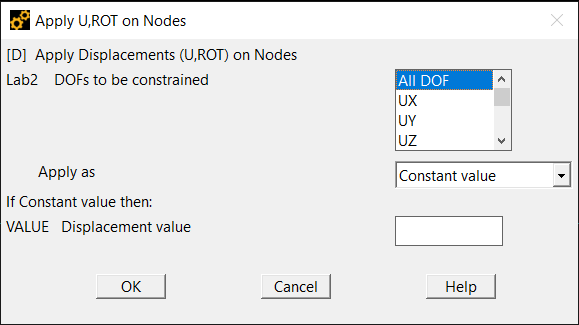 Apply U,ROT on Nodes
[D] Apply Displacements (U,ROT) on Nodes
Lab2 DOFs to be constrained
All DOF
UX
UY
UZ
Apply as
Constant value
If Constant value then:
VALUE Displacement value
OK Cancel Help